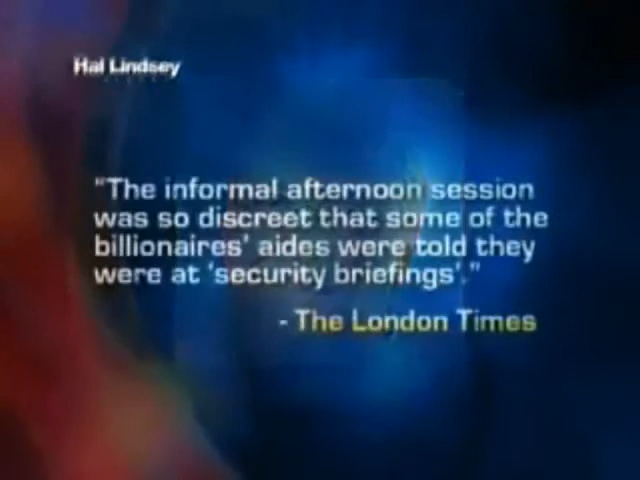 Hal Lindsey
"The informal afternoon session
was so discreet that some of the
billionaires' aides were told they
were at 'security briefings'."
- The London Times